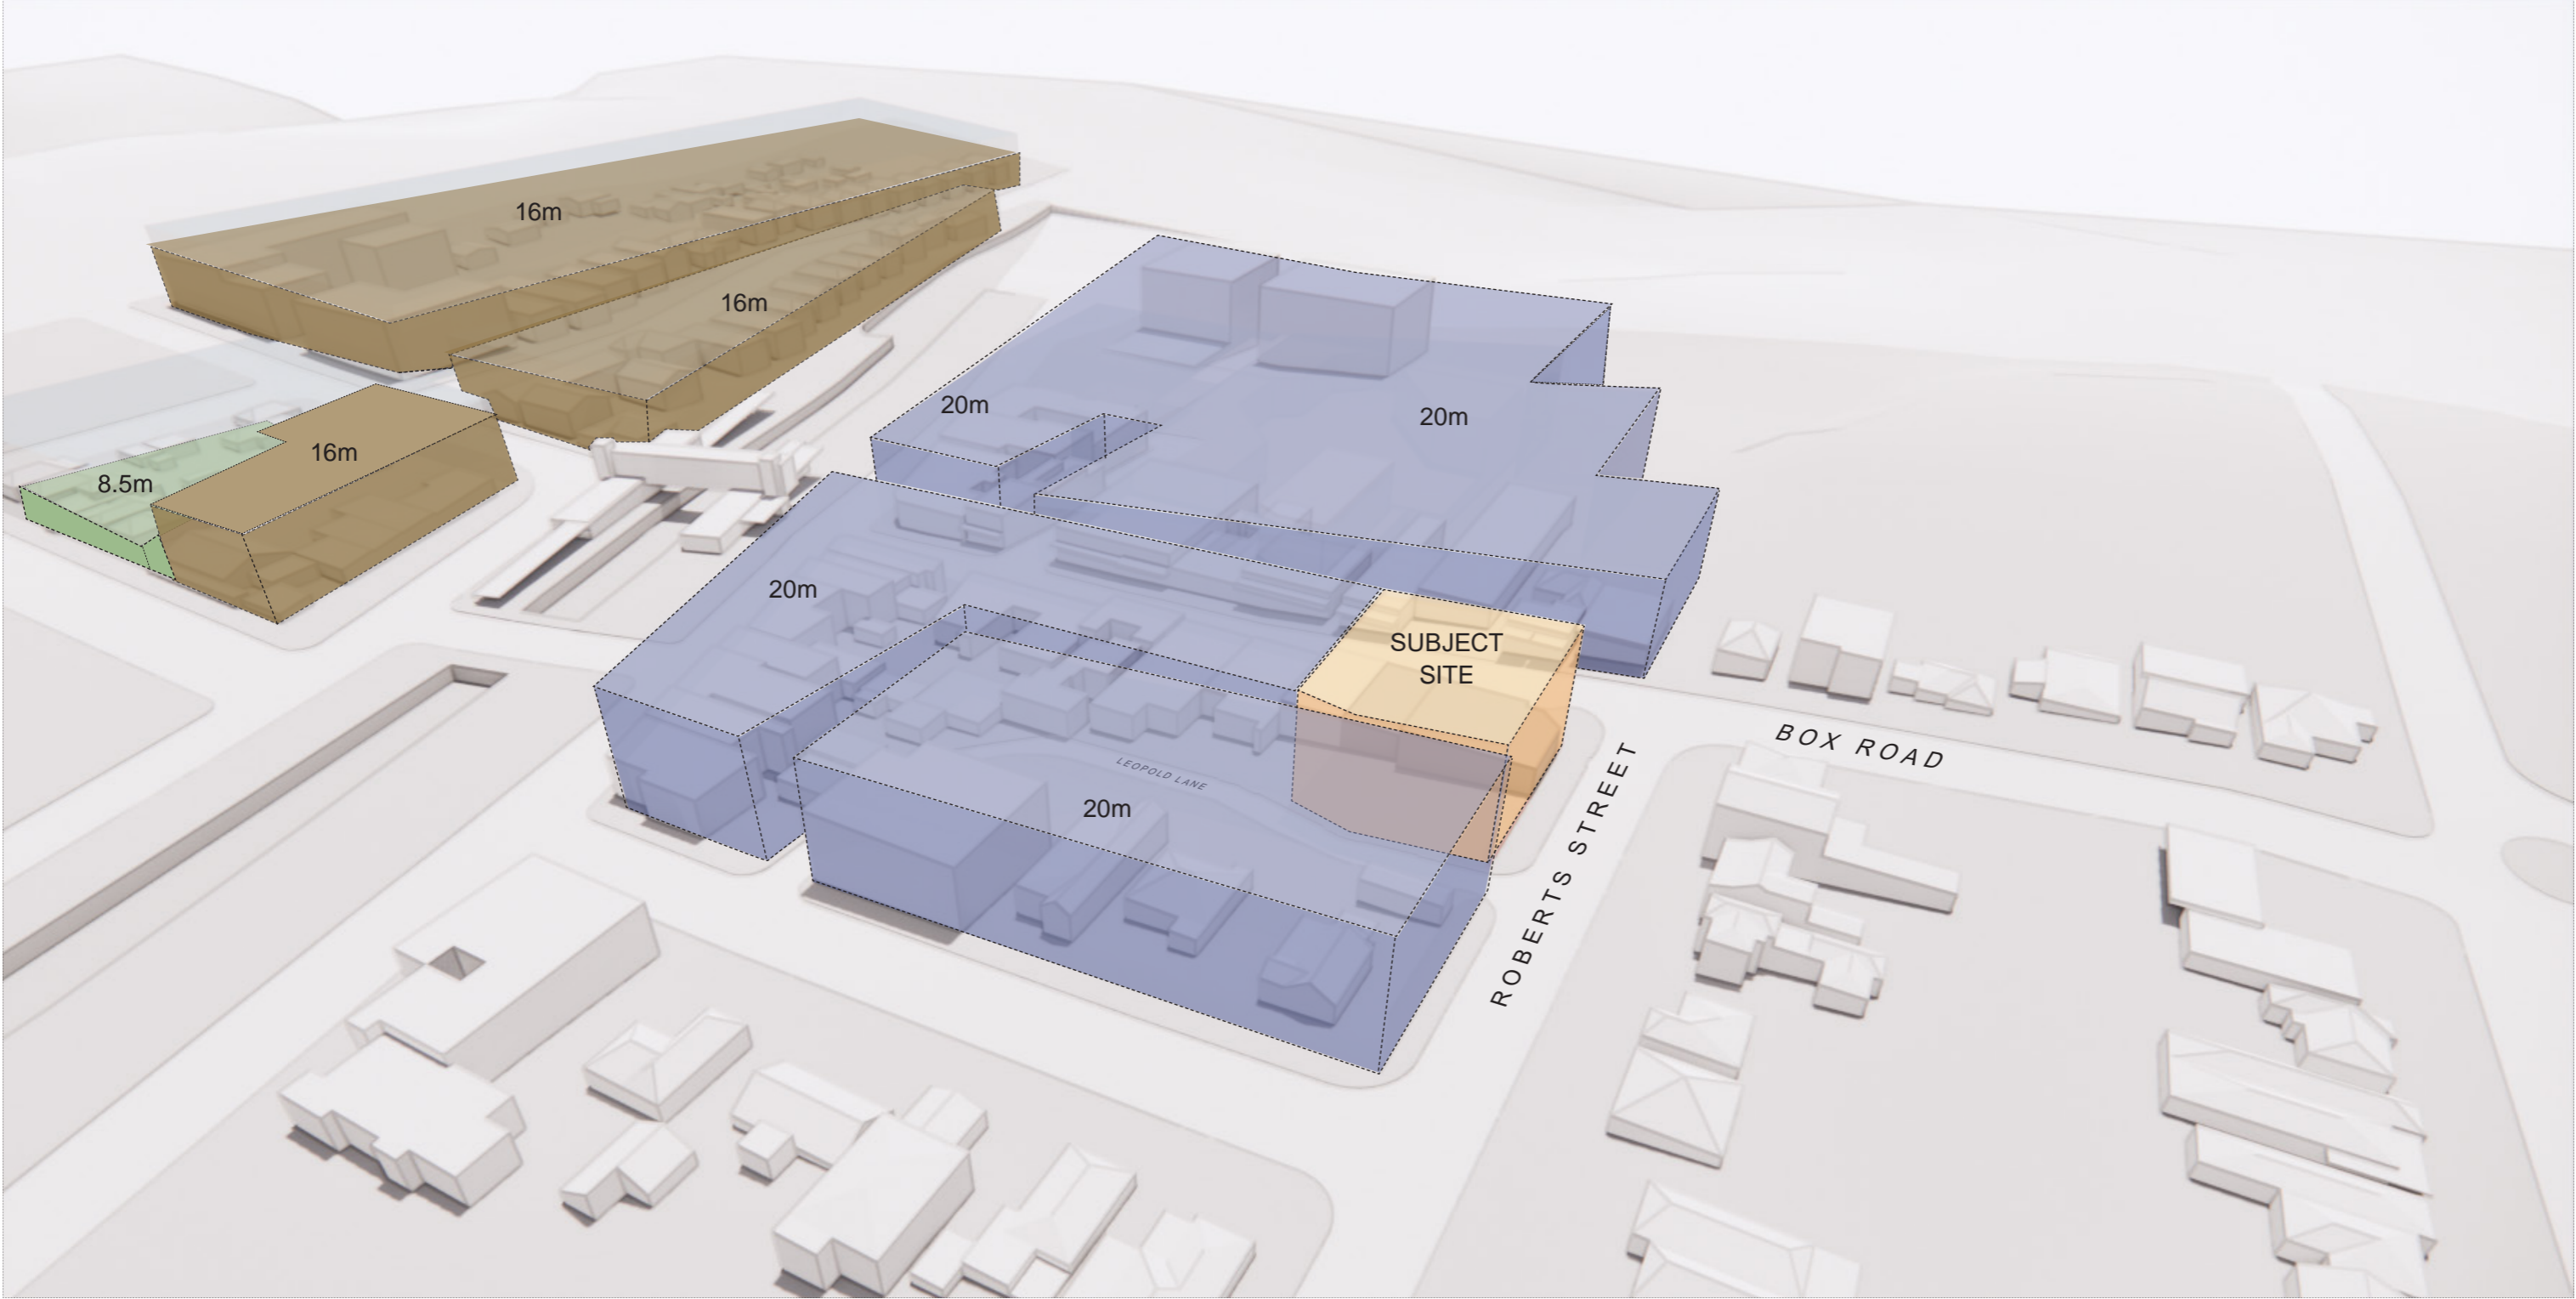 16m
16m
20m
20m
16m
8.5m
20m
SUBJECT
SITE
BOX ROAD
LEOPOLD LANE
20m
ROBERTS STREET